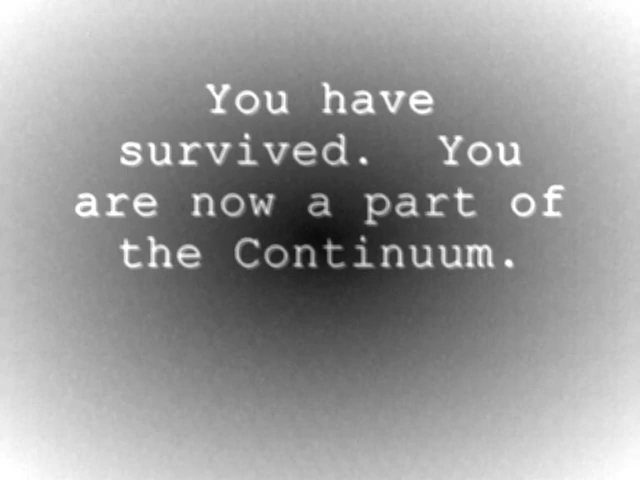 You have
survived.  You
are now a part of
the Continuum.